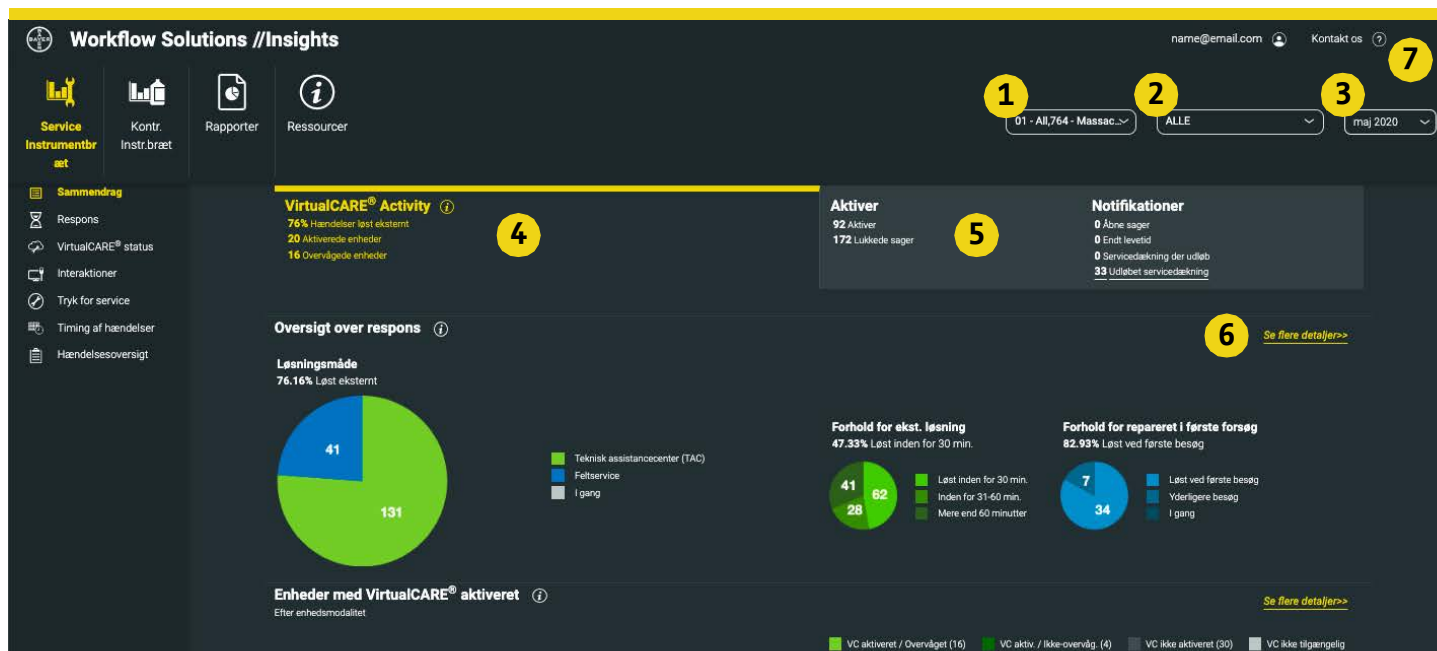 Workflow Solutions //Insights
name@email.com
Kontakt os ?
7
Service Instrumentbr
æt
Kontr.
Instr.bræt
Rapporter
Ressourcer
1
01 - All,764 - Massac...
2
ALLE
3
maj 2020
Sammendrag
Respons
VirtualCARE® status
Interaktioner
Tryk for service
Timing af hændelser
Hændelsesoversigt
VirtualCARE® Activity i
76% Hændelser løst eksternt
20 Aktiverede enheder
16 Overvågede enheder
4
Aktiver
92 Aktiver
172 Lukkede sager
5
Notifikationer
0 Åbne sager
0 Endt levetid
0 Servicedækning der udløb
33 Udløbet servicedækning
Oversigt over respons i
6
Se flere detaljer>>
Løsningsmåde
76.16% Løst eksternt
41
131
Teknisk assistancecenter (TAC)
Feltservice
I gang
Forhold for ekst. løsning
47.33% Løst inden for 30 min.
41
62
28
Løst inden for 30 min.
Inden for 31-60 min.
Mere end 60 minutter
Forhold for repareret i første forsøg
82.93% Løst ved første besøg
7
34
Løst ved første besøg
Yderligere besøg
I gang
Enheder med VirtualCARE® aktiveret i
Efter enhedsmodalitet
Se flere detaljer>>
VC aktiveret / Overvåget (16)
VC aktiv. / Ikke-overvåg. (4)
VC ikke aktiveret (30)
VC ikke tilgængelig